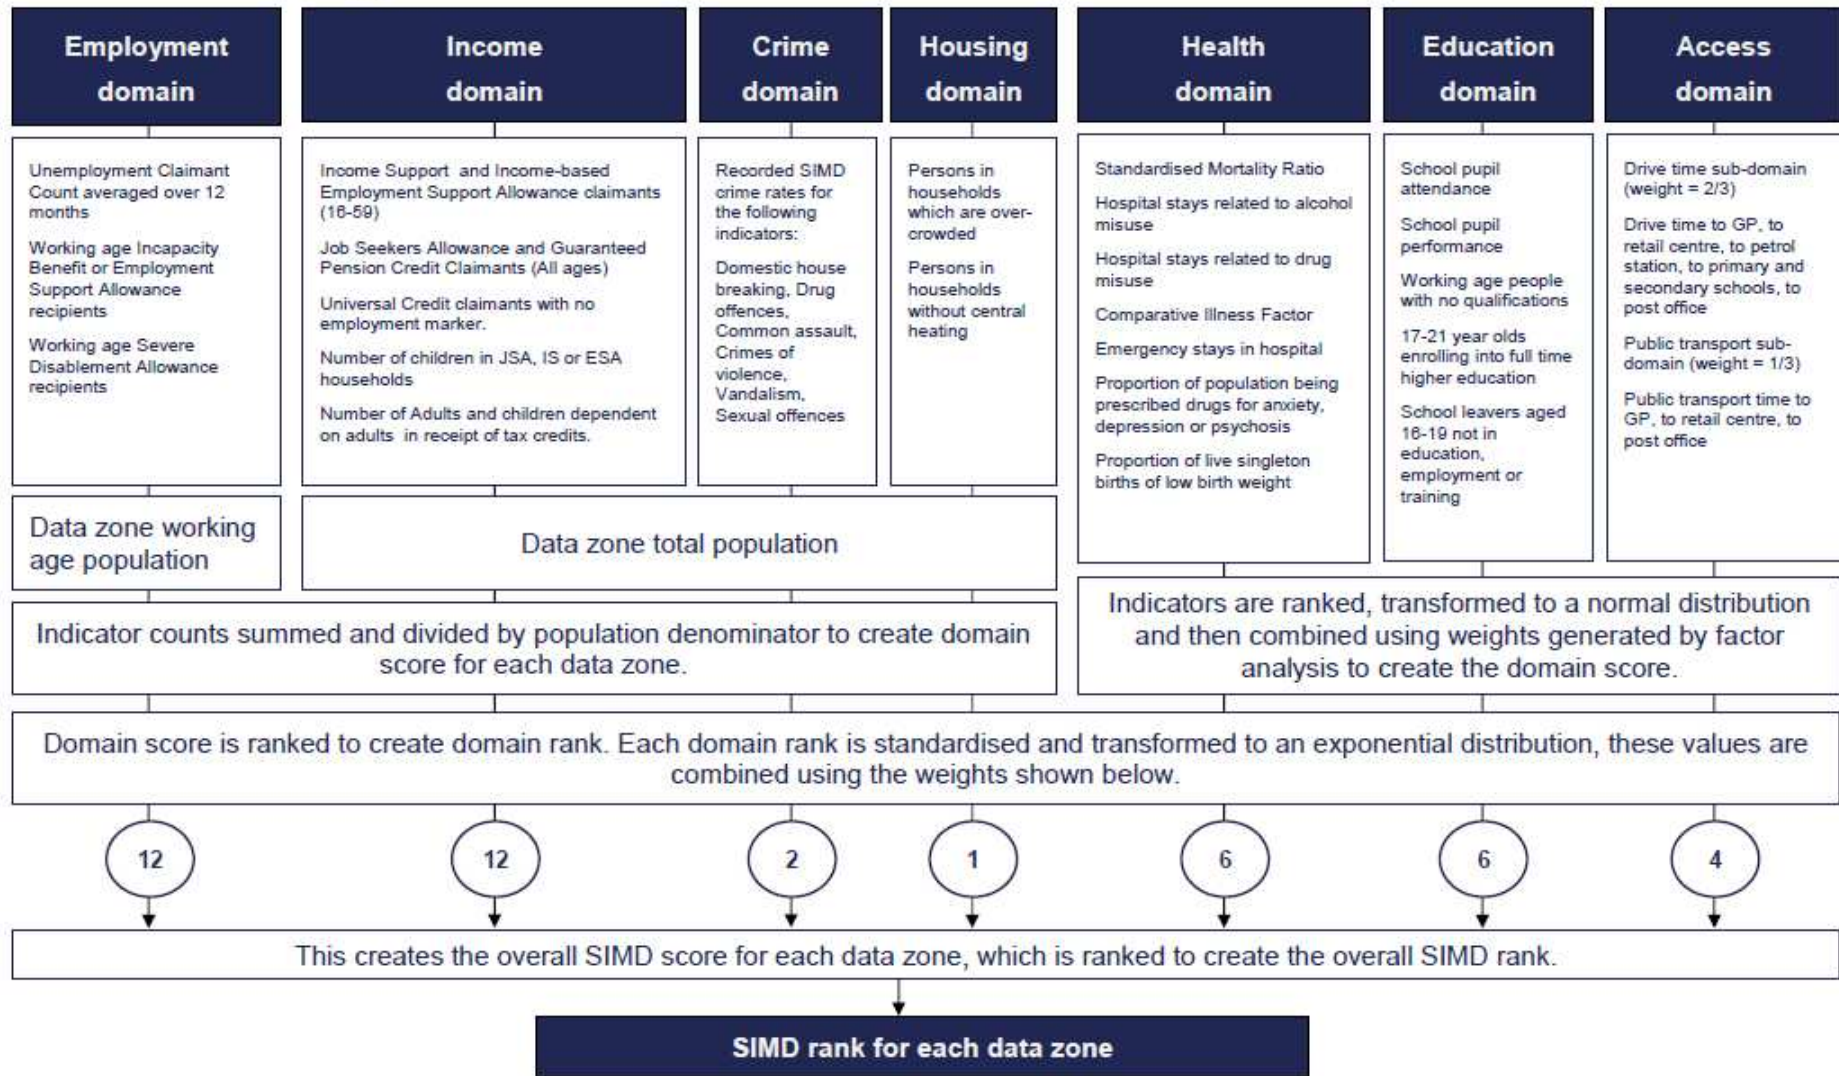 Employment
domain
Income
domain
Crime
domain
Housing
domain
Health
domain
Education
domain
Access
domain
Unemployment Claimant
Count averaged over 12
months
Working age Incapacity
Benefit or Employment
Support Allowance
recipients
Working age Severe
Disablement Allowance
recipients
Income Support and Income-based
Employment Support Allowance claimants
(16-59)
Job Seekers Allowance and Guaranteed
Pension Credit Claimants (All ages)
Universal Credit claimants with no
employment marker.
Number of children in JSA, IS or ESA
households
Number of Adults and children dependent
on adults in receipt of tax credits.
Recorded SIMD
crime rates for
the following
indicators:
Domestic house
breaking, Drug
offences,
Common assault,
Crimes of
violence,
Vandalism,
Sexual offences
Persons in
households
which are over-
crowded
Persons in
households
without central
heating
Standardised Mortality Ratio
Hospital stays related to alcohol
misuse
Hospital stays related to drug
misuse
Comparative Illness Factor
Emergency stays in hospital
Proportion of population being
prescribed drugs for anxiety,
depression or psychosis
Proportion of live singleton
births of low birth weight
School pupil
attendance
School pupil
performance
Working age people
with no qualifications
17-21 year olds
enrolling into full time
higher education
School leavers aged
16-19 not in
education,
employment or
training
Drive time sub-domain
(weight = 2/3)
Drive time to GP, to
retail centre, to petrol
station, to primary and
secondary schools, to
post office
Public transport sub-
domain (weight = 1/3)
Public transport time to
GP, to retail centre, to
post office
Data zone working
age population
Data zone total population
Indicator counts summed and divided by population denominator to create domain
score for each data zone.
Indicators are ranked, transformed to a normal distribution
and then combined using weights generated by factor
analysis to create the domain score.
Domain score is ranked to create domain rank. Each domain rank is standardised and transformed to an exponential distribution, these values are
combined using the weights shown below.
12
12
2
1
6
6
4
This creates the overall SIMD score for each data zone, which is ranked to create the overall SIMD rank.
SIMD rank for each data zone